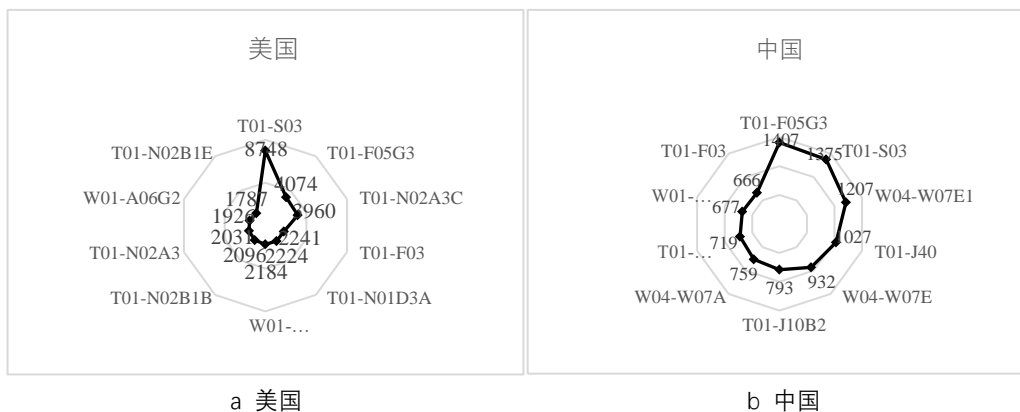 美国
T01-S03
8748
T01-N02B1E
T01-F05G3
4074
W01-A06G2
1787
T01-N02A3C
1926
3960
T01-N02A3
2031
2241
T01-F03
2096
2224
2184
T01-N02B1B
T01-N01D3A
W01-…
a 美国
中国
T01-F05G3
1407
T01-F03
1375
T01-S03
666
W01-…
677
1207
W04-W07E1
T01-…
719
1027
T01-J40
759
932
793
W04-W07A
W04-W07E
T01-J10B2
b 中国